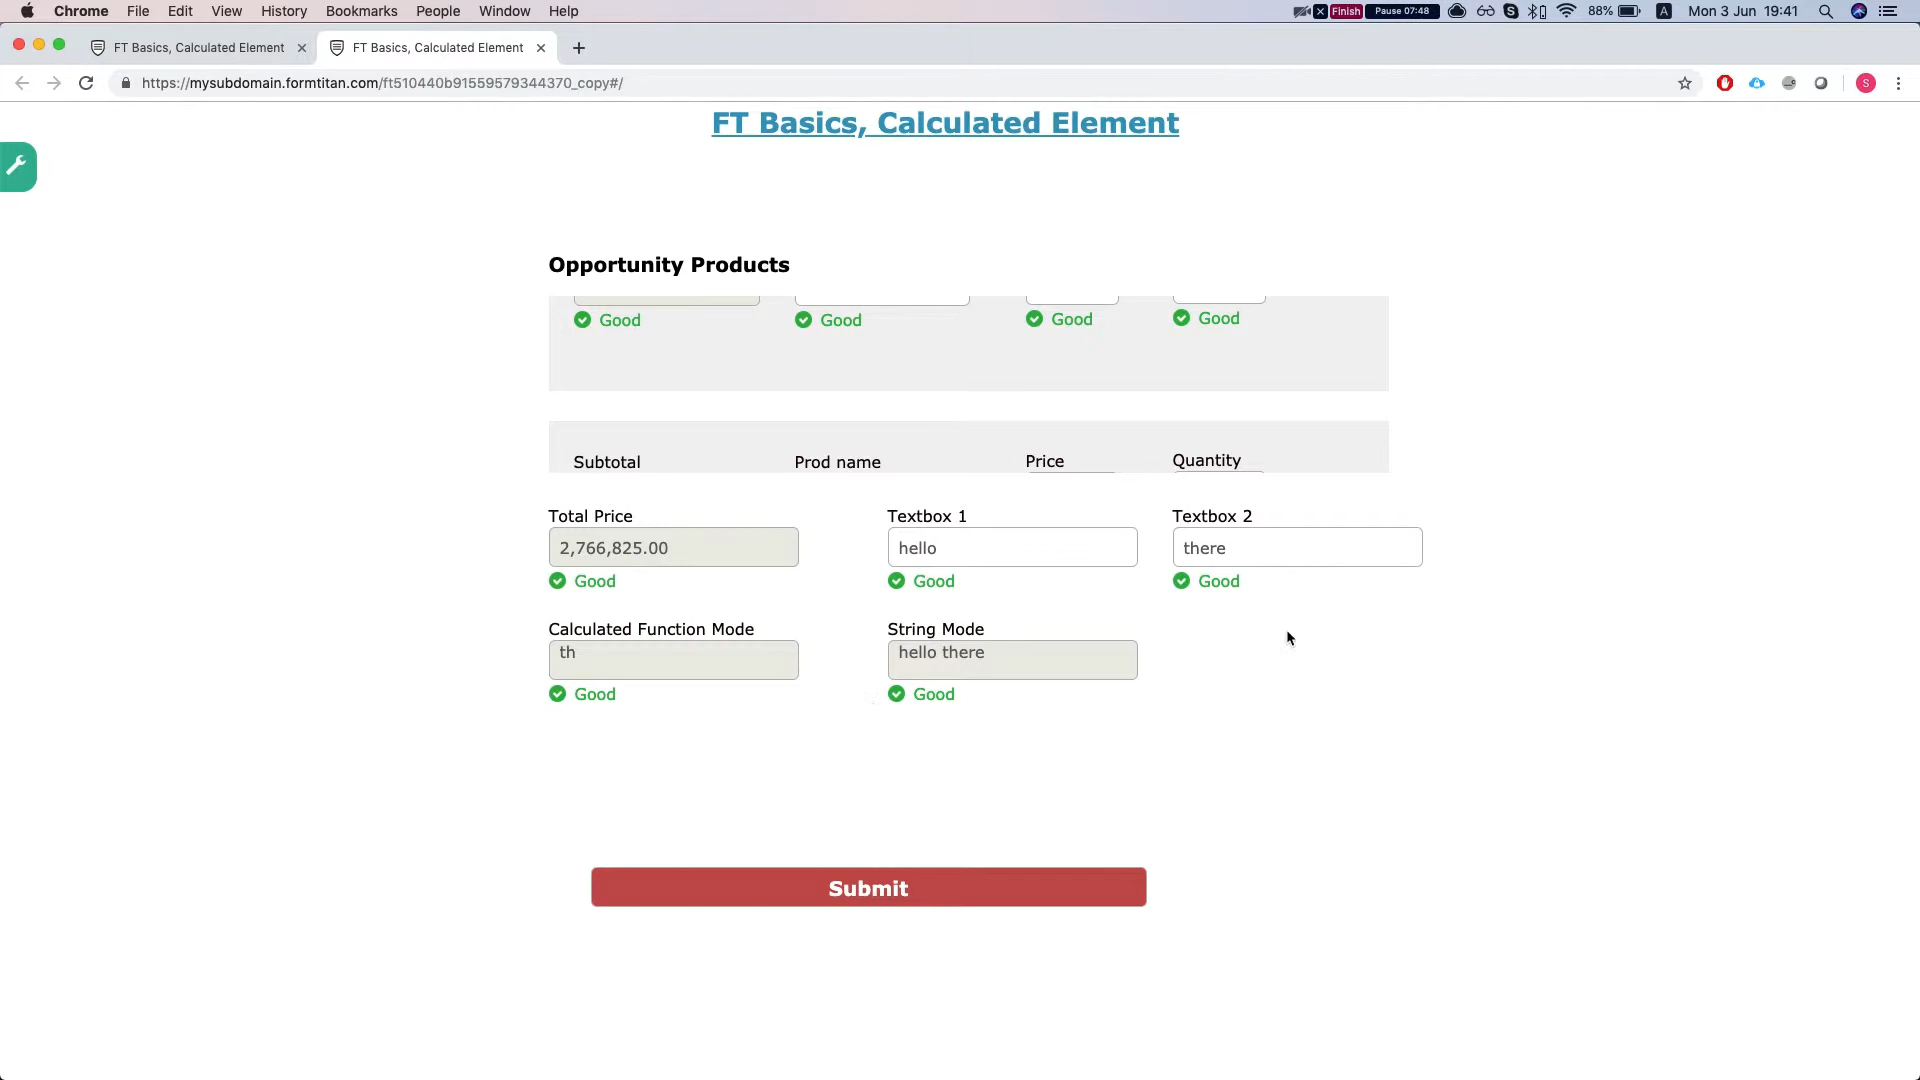 Chrome File Edit View History Bookmarks People Window Help Finish Pause 07:48 88% A Mon 3 Jun 19:41
FT Basics, Calculated Element FT Basics, Calculated Element
https://mysubdomain.formtitan.com/ft510440b91559579344370_copy#/ S
FT Basics, Calculated Element
Opportunity Products
Good Good Good Good
Subtotal Prod name Price Quantity
Total Price Textbox 1 Textbox 2
2,766,825.00 hello there
Good Good Good
Calculated Function Mode String Mode
th hello there
Good Good
Submit